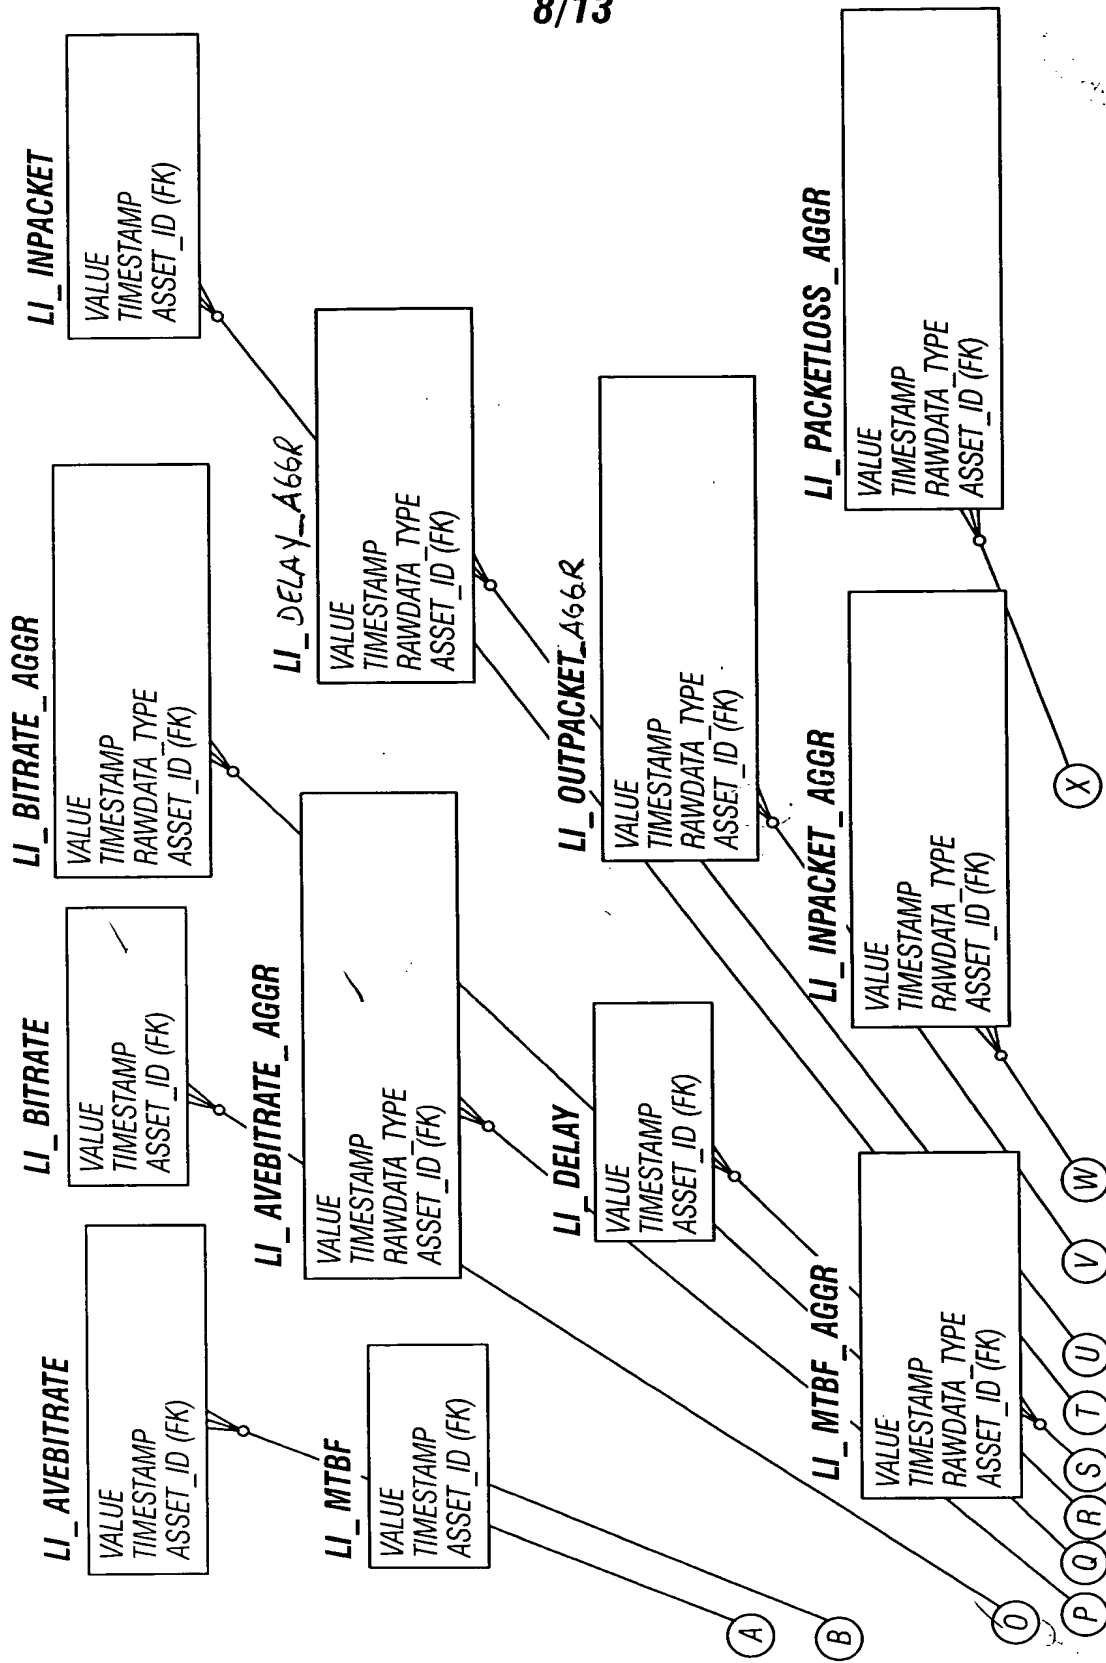 8/13
LI_AVEBITRATE
VALUE
TIMESTAMP
ASSET_ID (FK)
LI_BITRATE
VALUE
TIMESTAMP
ASSET_ID (FK)
LI_BITRATE_AGGR
VALUE
TIMESTAMP
RAWDATA_TYPE
ASSET_ID (FK)
LI_INPACKET
VALUE
TIMESTAMP
ASSET_ID (FK)
LI_MTBF
VALUE
TIMESTAMP
ASSET_ID (FK)
LI_AVEBITRATE_AGGR
VALUE
TIMESTAMP
RAWDATA_TYPE
ASSET_ID (FK)
LI_DELAY_AGGR
VALUE
TIMESTAMP
RAWDATA_TYPE
ASSET_ID (FK)
LI_DELAY
VALUE
TIMESTAMP
ASSET_ID (FK)
LI_OUTPACKET_AGGR
VALUE
TIMESTAMP
RAWDATA_TYPE
ASSET_ID (FK)
LI_MTBF_AGGR
VALUE
TIMESTAMP
RAWDATA_TYPE
ASSET_ID (FK)
LI_INPACKET_AGGR
VALUE
TIMESTAMP
RAWDATA_TYPE
ASSET_ID (FK)
LI_PACKETLOSS_AGGR
VALUE
TIMESTAMP
RAWDATA_TYPE
ASSET_ID (FK)
A
B
O
P
Q
R
S
T
U
V
W
X